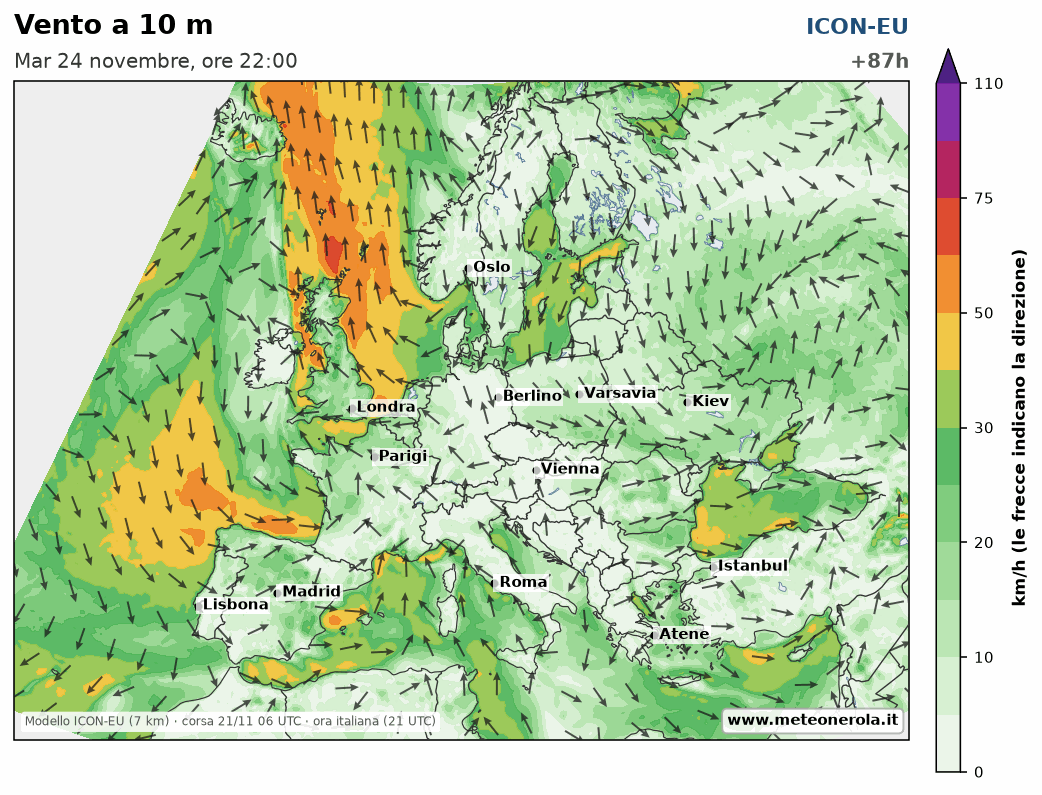 Vento a 10 m
ICON-EU
Mar 24 novembre, ore 22:00
+87h
110
75
50
30
20
10
0
km/h (le frecce indicano la direzione)
Oslo
Berlino
Varsavia
Kiev
Londra
Parigi
Vienna
Istanbul
Roma
Madrid
Lisbona
Atene
Modello ICON-EU (7 km) · corsa 21/11 06 UTC · ora italiana (21 UTC)
www.meteonerola.it